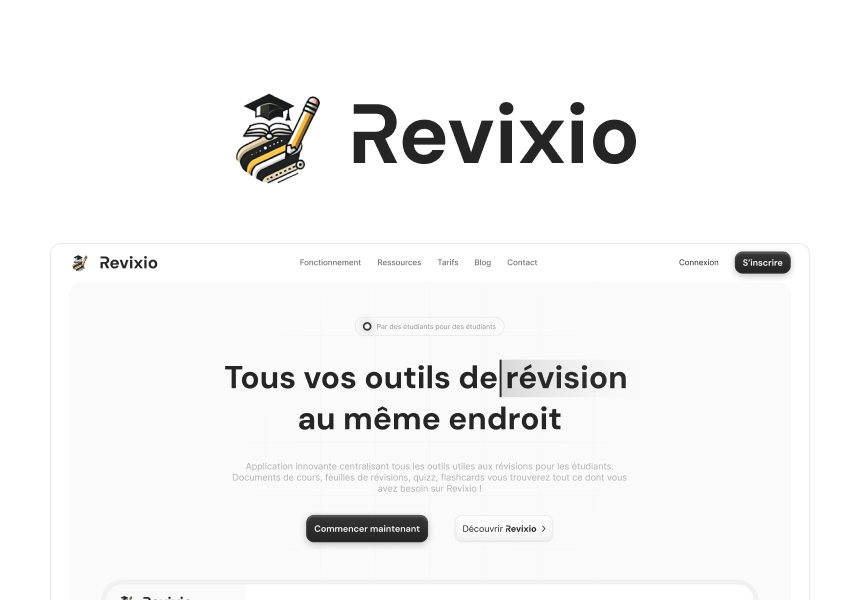 Revixio
Revixio
Fonctionnement
Ressources
Tarifs
Blog
Contact
Connexion
S'inscrire
Par des étudiants pour des étudiants
Tous vos outils de révision
au même endroit
Application innovante centralisant tous les outils utiles aux révisions pour les étudiants.
Documents de cours, feuilles de révisions, quizz, flashcards vous trouverez tout ce dont vous
avez besoin sur Revixio !
Commencer maintenant
Découvrir Revixio
Revixio